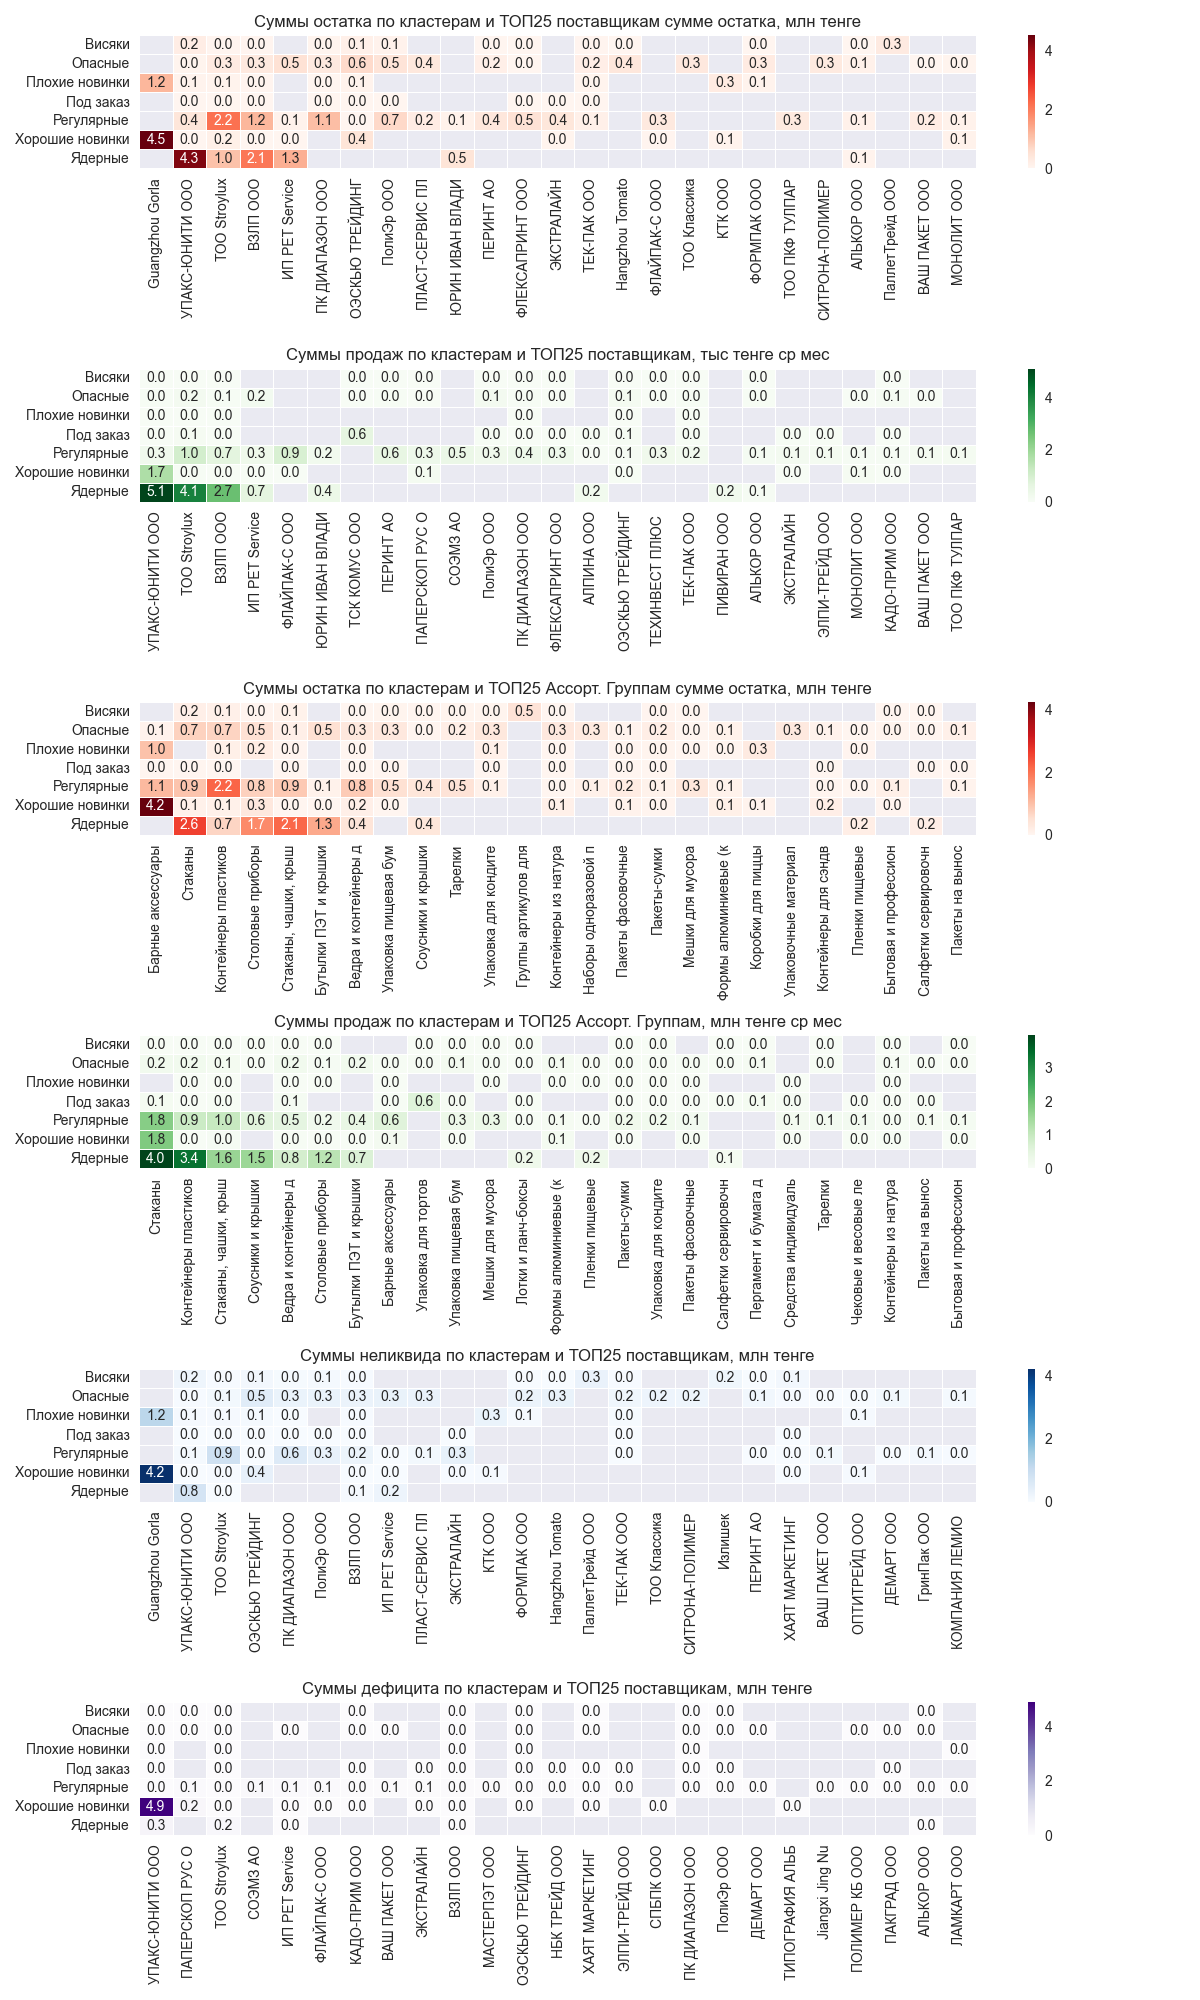 Суммы остатка по кластерам и ТОП25 поставщикам сумме остатка, млн тенге
Висяки 0.2 0.0 0.0 0.0 0.1 0.1 0.0 0.0 0.0 0.0 0.0 0.0 0.3
Опасные 0.0 0.3 0.3 0.5 0.3 0.6 0.5 0.4 0.2 0.0 0.2 0.4 0.3 0.3 0.3 0.1 0.0 0.0
Плохие новинки 1.2 0.1 0.1 0.0 0.0 0.1 0.0 0.3 0.1
Под заказ 0.0 0.0 0.0 0.0 0.0 0.0 0.0 0.0 0.0
Регулярные 0.4 2.2 1.2 0.1 1.1 0.0 0.7 0.2 0.1 0.4 0.5 0.4 0.1 0.3 0.3 0.1 0.2 0.1
Хорошие новинки 4.5 0.0 0.2 0.0 0.0 0.4 0.0 0.0 0.1 0.1
Ядерные 4.3 1.0 2.1 1.3 0.5 0.1
4
2
0
Guangzhou Gorla
УПАКС-ЮНИТИ ООО
ТОО Stroylux
ВЗЛП ООО
ИП PET Service
ПК ДИАПАЗОН ООО
ОЭСКЬЮ ТРЕЙДИНГ
ПолиЭр ООО
ПЛАСТ-СЕРВИС ПЛ
ЮРИН ИВАН ВЛАДИ
ПЕРИНТ АО
ФЛЕКСАПРИНТ ООО
ЭКСТРАЛАЙН
ТЕК-ПАК ООО
Hangzhou Tomato
ФЛАЙПАК-С ООО
ТОО Классика
КТК ООО
ФОРМПАК ООО
ТОО ПКФ ТУЛПАР
СИТРОНА-ПОЛИМЕР
АЛЬКОР ООО
ПаллетТрейд ООО
ВАШ ПАКЕТ ООО
МОНОЛИТ ООО
Суммы продаж по кластерам и ТОП25 поставщикам, тыс тенге ср мес
Висяки 0.0 0.0 0.0 0.0 0.0 0.0 0.0 0.0 0.0 0.0 0.0 0.0 0.0 0.0
Опасные 0.0 0.2 0.1 0.2 0.0 0.0 0.0 0.1 0.0 0.0 0.1 0.0 0.0 0.0 0.0 0.1 0.0
Плохие новинки 0.0 0.0 0.0 0.0 0.0 0.0
Под заказ 0.0 0.1 0.0 0.6 0.0 0.0 0.0 0.0 0.1 0.0 0.0 0.0 0.0
Регулярные 0.3 1.0 0.7 0.3 0.9 0.2 0.6 0.3 0.5 0.3 0.4 0.3 0.0 0.1 0.3 0.2 0.1 0.1 0.1 0.1 0.1 0.1 0.1
Хорошие новинки 1.7 0.0 0.0 0.0 0.0 0.1 0.0 0.0 0.1 0.0
Ядерные 5.1 4.1 2.7 0.7 0.4 0.2 0.2 0.1
4
2
0
УПАКС-ЮНИТИ ООО
ТОО Stroylux
ВЗЛП ООО
ИП PET Service
ФЛАЙПАК-С ООО
ЮРИН ИВАН ВЛАДИ
ТСК КОМУС ООО
ПЕРИНТ АО
ПАПЕРСКОП РУС О
СОЭМЗ АО
ПолиЭр ООО
ПК ДИАПАЗОН ООО
ФЛЕКСАПРИНТ ООО
АЛПИНА ООО
ОЭСКЬЮ ТРЕЙДИНГ
ТЕХИНВЕСТ ПЛЮС
ТЕК-ПАК ООО
ПИВИРАН ООО
АЛЬКОР ООО
ЭКСТРАЛАЙН
ЭЛПИ-ТРЕЙД ООО
МОНОЛИТ ООО
КАДО-ПРИМ ООО
ВАШ ПАКЕТ ООО
ТОО ПКФ ТУЛПАР
Суммы остатка по кластерам и ТОП25 Ассорт. Группам сумме остатка, млн тенге
Висяки 0.2 0.1 0.0 0.1 0.0 0.0 0.0 0.0 0.0 0.5 0.0 0.0 0.0 0.0 0.0
Опасные 0.1 0.7 0.7 0.5 0.1 0.5 0.3 0.3 0.0 0.2 0.3 0.3 0.3 0.1 0.2 0.0 0.1 0.3 0.1 0.0 0.0 0.0 0.1
Плохие новинки 1.0 0.1 0.2 0.0 0.0 0.1 0.0 0.0 0.0 0.0 0.3 0.0
Под заказ 0.0 0.0 0.0 0.0 0.0 0.0 0.0 0.0 0.0 0.0 0.0 0.0 0.0
Регулярные 1.1 0.9 2.2 0.8 0.9 0.1 0.8 0.5 0.4 0.5 0.1 0.0 0.1 0.2 0.1 0.3 0.1 0.0 0.0 0.1 0.1
Хорошие новинки 4.2 0.1 0.1 0.3 0.0 0.0 0.2 0.0 0.1 0.1 0.0 0.1 0.1 0.2 0.0
Ядерные 2.6 0.7 1.7 2.1 1.3 0.4 0.4 0.2 0.2
4
2
0
Барные аксессуары
Стаканы
Контейнеры пластиков
Столовые приборы
Стаканы, чашки, крыш
Бутылки ПЭТ и крышки
Ведра и контейнеры д
Упаковка пищевая бум
Соусники и крышки
Тарелки
Упаковка для кондите
Группы артикулов для
Контейнеры из натура
Наборы одноразовой п
Пакеты фасовочные
Пакеты-сумки
Мешки для мусора
Формы алюминиевые (к
Коробки для пиццы
Упаковочные материал
Контейнеры для сэндв
Пленки пищевые
Бытовая и профессион
Салфетки сервировочн
Пакеты на вынос
Суммы продаж по кластерам и ТОП25 Ассорт. Группам, млн тенге ср мес
Висяки 0.0 0.0 0.0 0.0 0.0 0.0 0.0 0.0 0.0 0.0 0.0 0.0 0.0 0.0 0.0 0.0 0.0
Опасные 0.2 0.2 0.1 0.0 0.2 0.1 0.2 0.0 0.0 0.1 0.0 0.0 0.1 0.0 0.0 0.0 0.0 0.0 0.1 0.0 0.1 0.0 0.0
Плохие новинки 0.0 0.0 0.0 0.0 0.0 0.0 0.0 0.0 0.0 0.0 0.0 0.0 0.0
Под заказ 0.1 0.0 0.0 0.1 0.0 0.6 0.0 0.0 0.0 0.0 0.0 0.0 0.0 0.1 0.0 0.0 0.0 0.0
Регулярные 1.8 0.9 1.0 0.6 0.5 0.2 0.4 0.6 0.3 0.3 0.0 0.1 0.0 0.2 0.2 0.1 0.1 0.1 0.1 0.0 0.1 0.1
Хорошие новинки 1.8 0.0 0.0 0.0 0.0 0.0 0.1 0.0 0.1 0.0 0.0 0.0 0.0 0.0 0.0
Ядерные 4.0 3.4 1.6 1.5 0.8 1.2 0.7 0.2 0.2 0.1
3
2
1
0
Стаканы
Контейнеры пластиков
Стаканы, чашки, крыш
Соусники и крышки
Ведра и контейнеры д
Столовые приборы
Бутылки ПЭТ и крышки
Барные аксессуары
Упаковка для тортов
Упаковка пищевая бум
Мешки для мусора
Лотки и ланч-боксы
Формы алюминиевые (к
Пленки пищевые
Пакеты-сумки
Упаковка для кондите
Пакеты фасовочные
Салфетки сервировочн
Пергамент и бумага д
Средства индивидуаль
Тарелки
Чековые и весовые ле
Контейнеры из натура
Пакеты на вынос
Бытовая и профессион
Суммы неликвида по кластерам и ТОП25 поставщикам, млн тенге
Висяки 0.2 0.0 0.1 0.0 0.1 0.0 0.0 0.0 0.3 0.0 0.2 0.0 0.1
Опасные 0.0 0.1 0.5 0.3 0.3 0.3 0.3 0.3 0.2 0.3 0.2 0.2 0.2 0.1 0.0 0.0 0.0 0.1 0.1
Плохие новинки 1.2 0.1 0.1 0.1 0.0 0.0 0.3 0.1 0.0 0.1
Под заказ 0.0 0.0 0.0 0.0 0.0 0.0 0.0 0.0 0.0
Регулярные 0.1 0.9 0.0 0.6 0.3 0.2 0.0 0.1 0.3 0.0 0.0 0.0 0.1 0.0 0.1 0.0
Хорошие новинки 4.2 0.0 0.0 0.4 0.0 0.0 0.0 0.1 0.0 0.1
Ядерные 0.8 0.0 0.1 0.2
4
2
0
Guangzhou Gorla
УПАКС-ЮНИТИ ООО
ТОО Stroylux
ОЭСКЬЮ ТРЕЙДИНГ
ПК ДИАПАЗОН ООО
ПолиЭр ООО
ВЗЛП ООО
ИП PET Service
ПЛАСТ-СЕРВИС ПЛ
ЭКСТРАЛАЙН
КТК ООО
ФОРМПАК ООО
Hangzhou Tomato
ПаллетТрейд ООО
ТЕК-ПАК ООО
ТОО Классика
СИТРОНА-ПОЛИМЕР
Излишек
ПЕРИНТ АО
ХАЯТ МАРКЕТИНГ
ВАШ ПАКЕТ ООО
ОПТИТРЕЙД ООО
ДЕМАРТ ООО
ГринПак ООО
КОМПАНИЯ ЛЕМИО
Суммы дефицита по кластерам и ТОП25 поставщикам, млн тенге
Висяки 0.0 0.0 0.0 0.0 0.0 0.0 0.0 0.0 0.0 0.0
Опасные 0.0 0.0 0.0 0.0 0.0 0.0 0.0 0.0 0.0 0.0 0.0 0.0 0.0 0.0 0.0
Плохие новинки 0.0 0.0 0.0 0.0 0.0 0.0
Под заказ 0.0 0.0 0.0 0.0 0.0 0.0 0.0 0.0 0.0 0.0 0.0 0.0
Регулярные 0.0 0.1 0.0 0.1 0.1 0.1 0.0 0.1 0.1 0.0 0.0 0.0 0.0 0.0 0.0 0.0 0.0 0.0 0.0 0.0 0.0 0.0 0.0
Хорошие новинки 4.9 0.2 0.0 0.0 0.0 0.0 0.0 0.0 0.0 0.0 0.0 0.0
Ядерные 0.3 0.2 0.0 0.0 0.0
4
2
0
УПАКС-ЮНИТИ ООО
ПАПЕРСКОП РУС О
ТОО Stroylux
СОЭМЗ АО
ИП PET Service
ФЛАЙПАК-С ООО
КАДО-ПРИМ ООО
ВАШ ПАКЕТ ООО
ЭКСТРАЛАЙН
ВЗЛП ООО
МАСТЕРПЭТ ООО
ОЭСКЬЮ ТРЕЙДИНГ
НБК ТРЕЙД ООО
ХАЯТ МАРКЕТИНГ
ЭЛПИ-ТРЕЙД ООО
СПБПК ООО
ПК ДИАПАЗОН ООО
ПолиЭр ООО
ДЕМАРТ ООО
ТИПОГРАФИЯ АЛЬБ
Jiangxi Jing Nu
ПОЛИМЕР КБ ООО
ПАКГРАД ООО
АЛЬКОР ООО
ЛАМКАРТ ООО